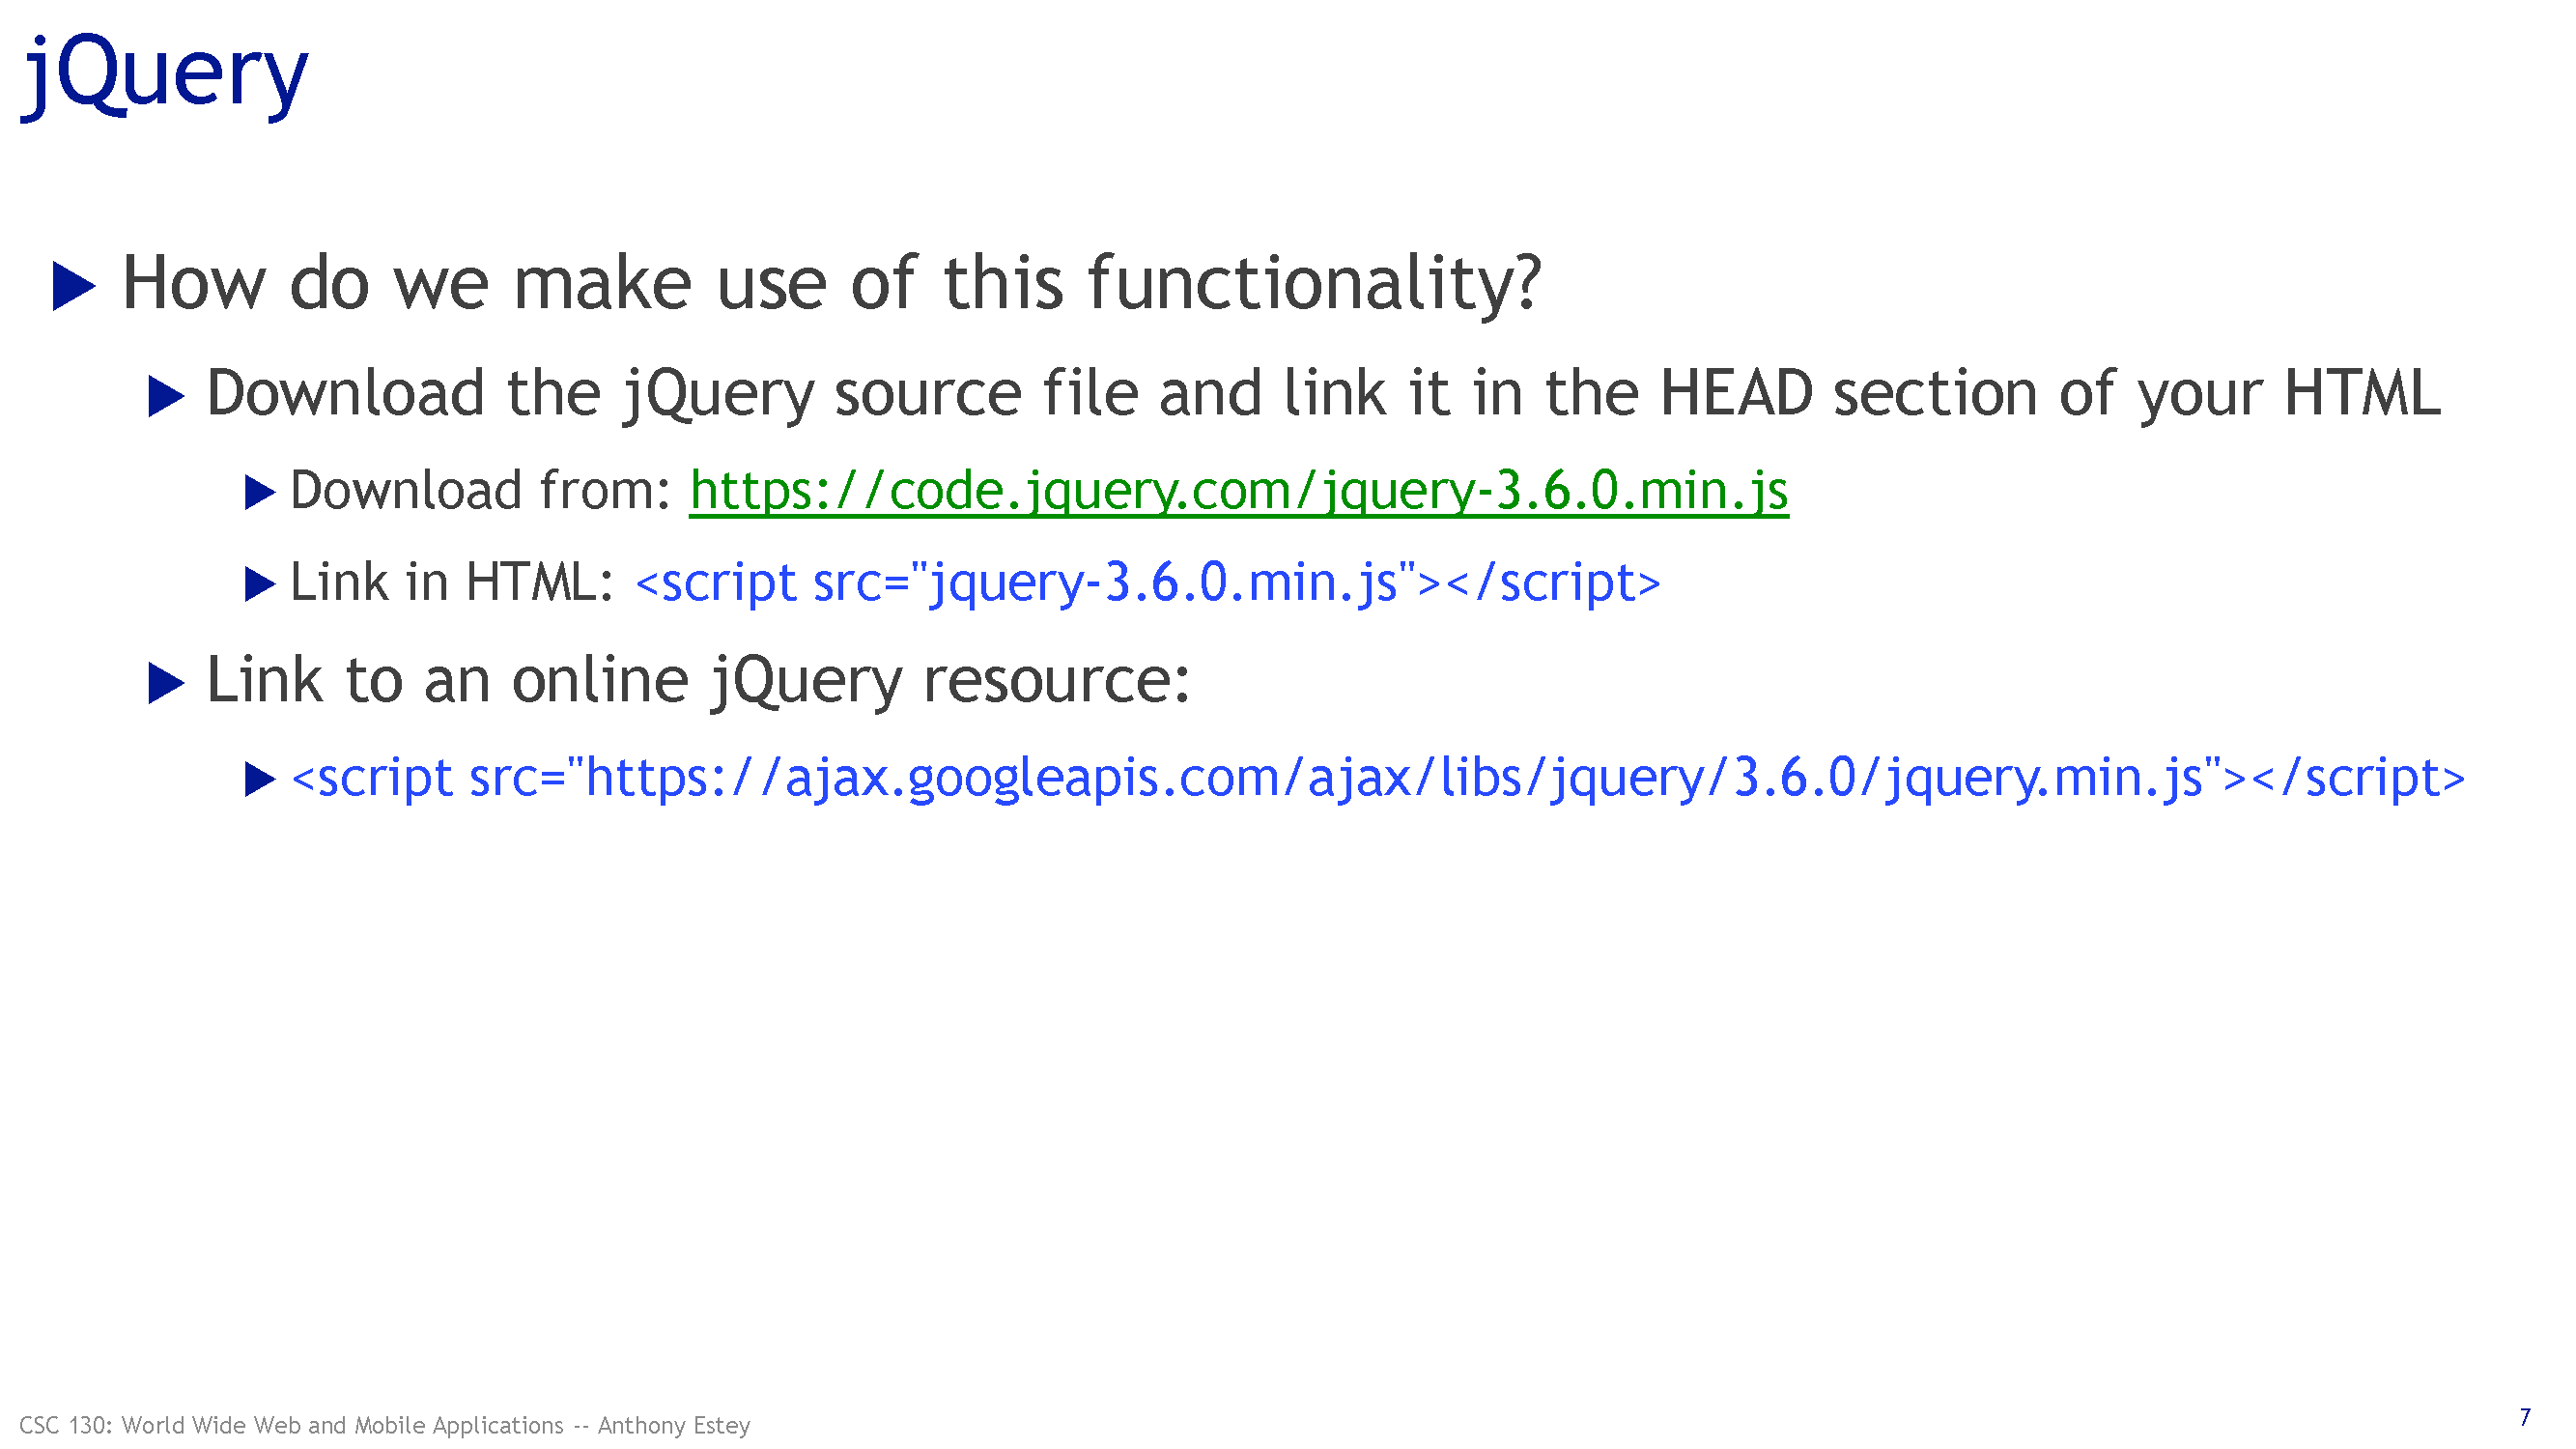 jQuery
How do we make use of this functionality?
Download the jQuery source file and link it in the HEAD section of your HTML
Download from: https://code.jquery.com/jquery-3.6.0.min.js
Link in HTML: <script src="jquery-3.6.0.min.js"></script>
Link to an online jQuery resource:
<script src="https://ajax.googleapis.com/ajax/libs/jquery/3.6.0/jquery.min.js"></script>
CSC 130: World Wide Web and Mobile Applications -- Anthony Estey
7